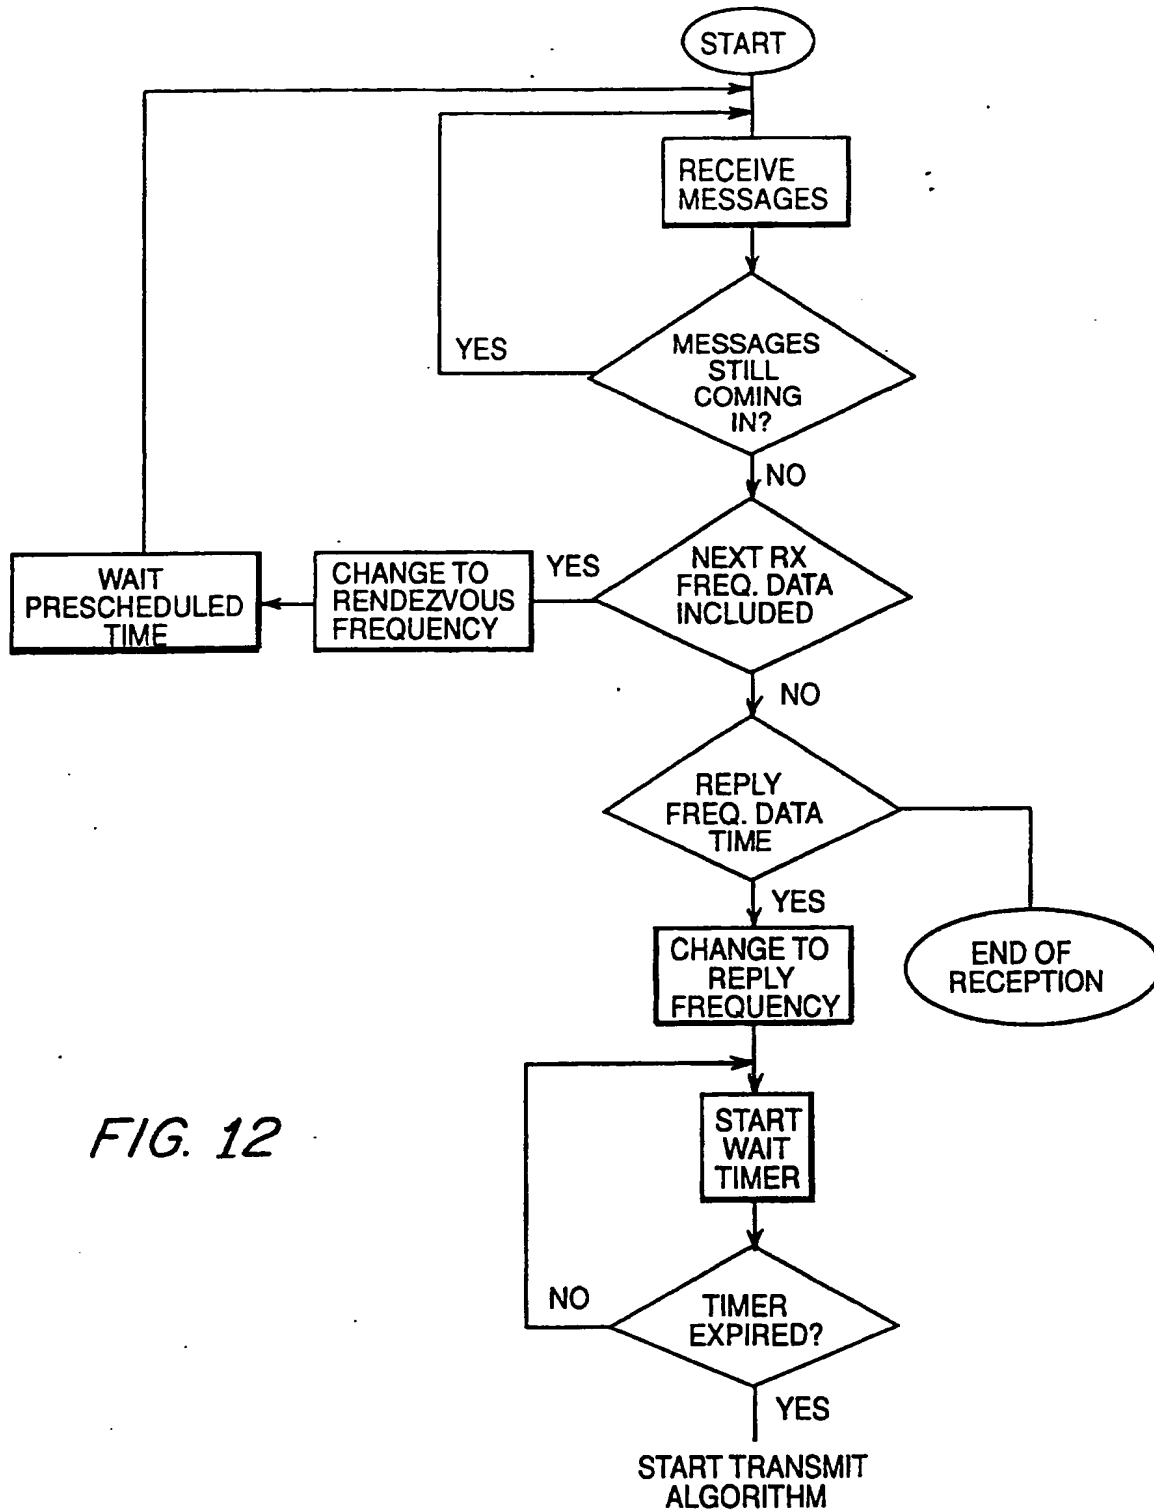 START
RECEIVE
MESSAGES
YES
MESSAGES
STILL
COMING
IN?
NO
WAIT
PRESCHEDULED
TIME
CHANGE TO
RENDEZVOUS
FREQUENCY
YES
NEXT RX
FREQ. DATA
INCLUDED
NO
REPLY
FREQ. DATA
TIME
YES
CHANGE TO
REPLY
FREQUENCY
END OF
RECEPTION
FIG. 12
START
WAIT
TIMER
NO
TIMER
EXPIRED?
YES
START TRANSMIT
ALGORITHM